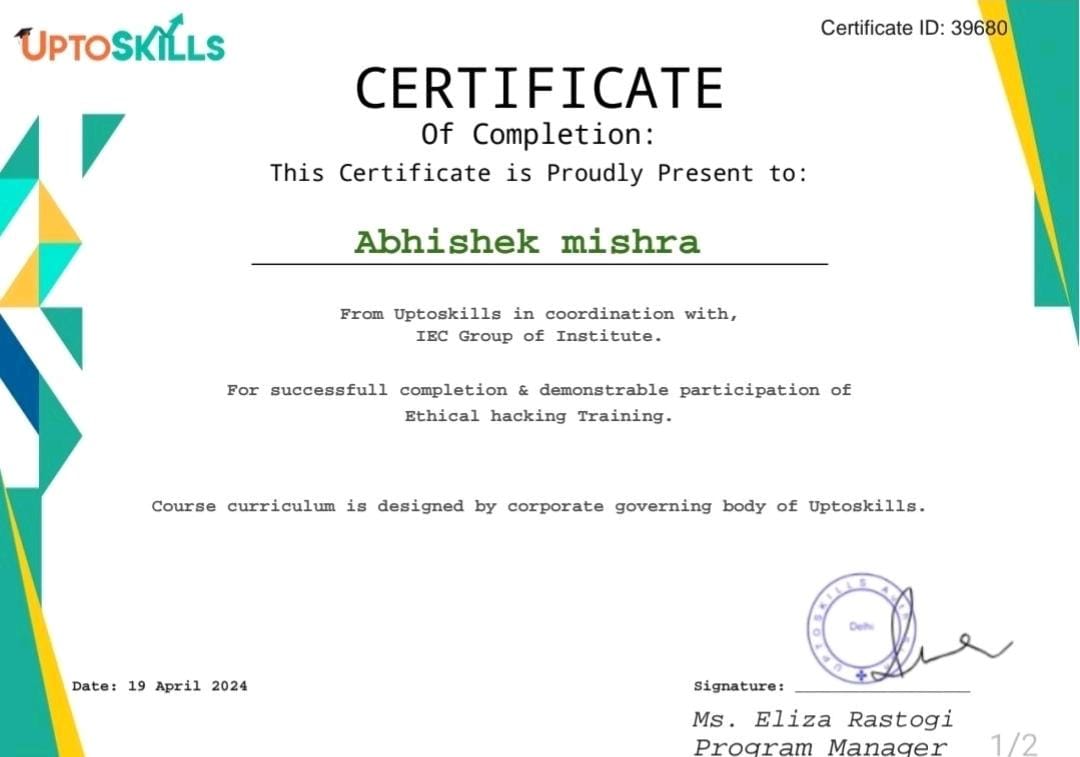 UPTOSKILLS
Certificate ID: 39680
CERTIFICATE
Of Completion:
This Certificate is Proudly Present to:
Abhishek mishra
From Uptoskills in coordination with,
IEC Group of Institute.
For successfull completion & demonstrable participation of
Ethical hacking Training.
Course curriculum is designed by corporate governing body of Uptoskills.
UPTOSKILLS
Delhi
Date: 19 April 2024
Signature:
Ms. Eliza Rastogi
Program Manager
1/2